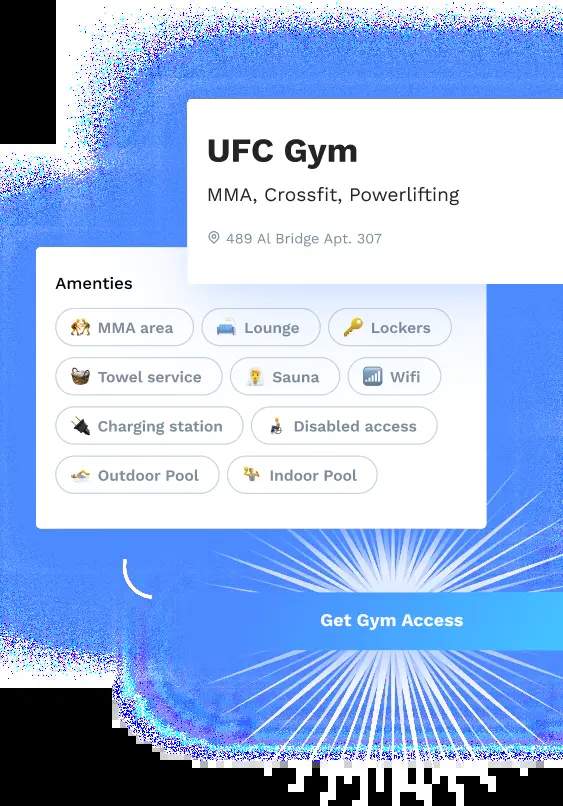 UFC Gym
MMA, Crossfit, Powerlifting
489 Al Bridge Apt. 307
Amenties
MMA area Lounge Lockers
Towel service Sauna Wifi
Charging station Disabled access
Outdoor Pool Indoor Pool
Get Gym Access